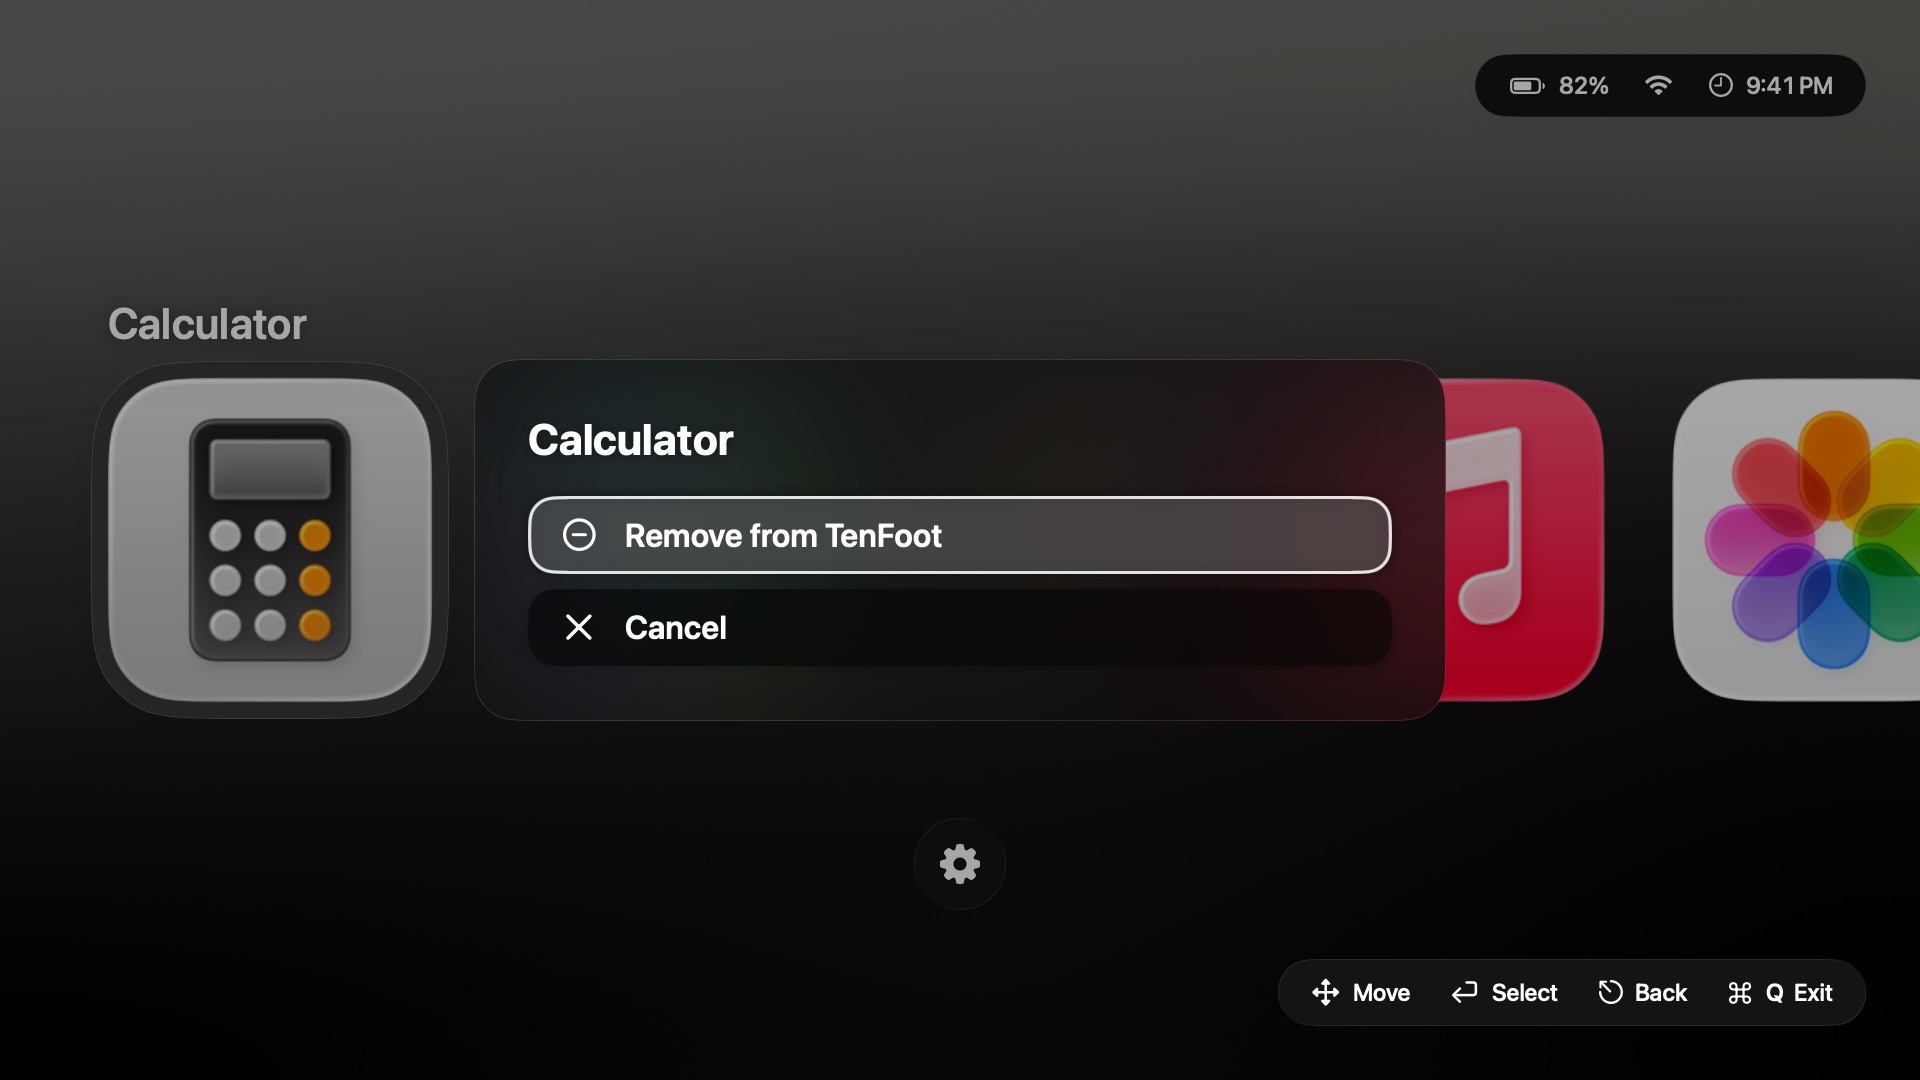 82% 9:41 PM
Calculator
Calculator
Remove from TenFoot
Cancel
Move Select Back ⌘ Q Exit